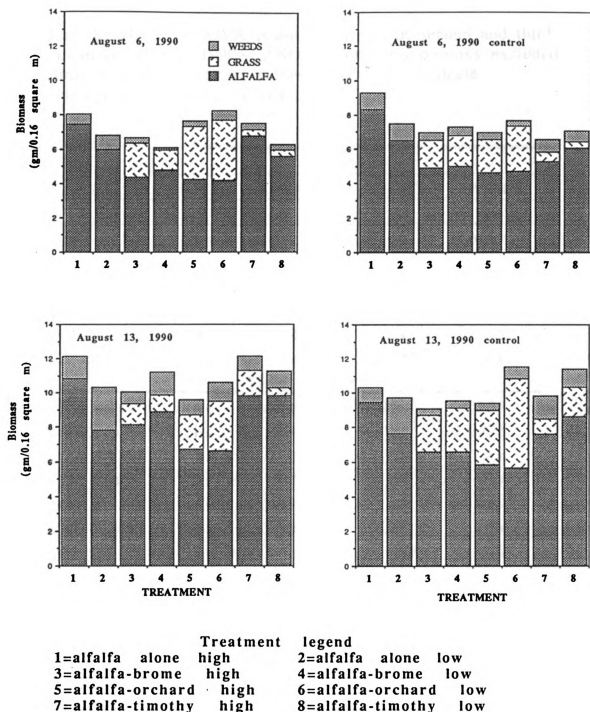 August 6, 1990
WEEDS
GRASS
ALFALFA
Biomass
(gm/0.16 square m)
14
12
10
8
6
4
2
0
1 2 3 4 5 6 7 8
August 6, 1990 control
14
12
10
8
6
4
2
0
1 2 3 4 5 6 7 8
August 13, 1990
Biomass
(gm/0.16 square m)
14
12
10
8
6
4
2
0
1 2 3 4 5 6 7 8
TREATMENT
August 13, 1990 control
14
12
10
8
6
4
2
0
1 2 3 4 5 6 7 8
TREATMENT
Treatment legend
1=alfalfa alone high 2=alfalfa alone low
3=alfalfa-brome high 4=alfalfa-brome low
5=alfalfa-orchard high 6=alfalfa-orchard low
7=alfalfa-timothy high 8=alfalfa-timothy low